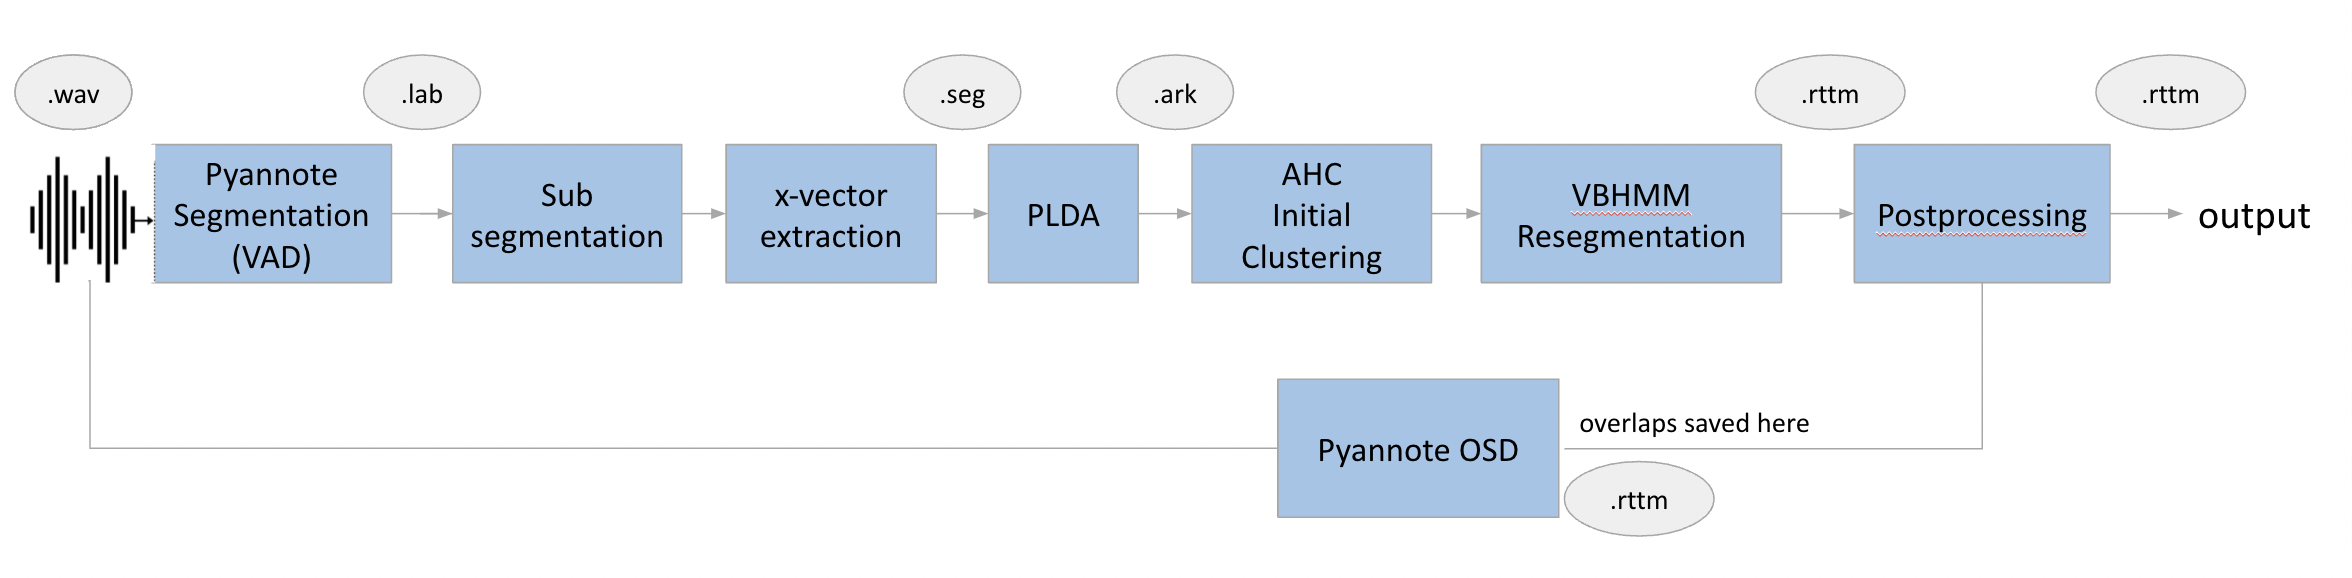 .wav
.lab
.seg
.ark
.rttm
.rttm
Pyannote
Segmentation
(VAD)
Sub
segmentation
x-vector
extraction
PLDA
AHC
Initial
Clustering
VBHMM
Resegmentation
Postprocessing
output
Pyannote OSD
overlaps saved here
.rttm